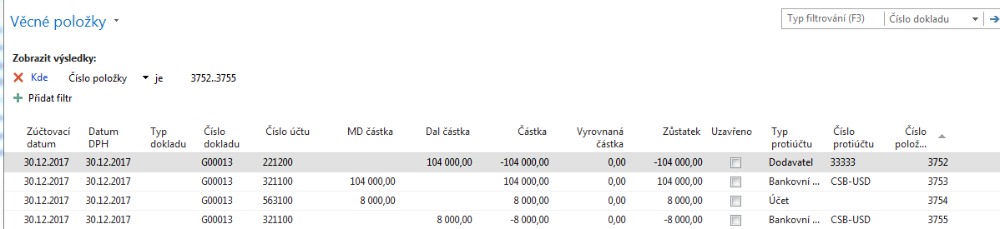 Věcné položky
Typ filtrování (F3) Číslo dokladu
Zobrazit výsledky:
Kde Číslo položky je 3752..3755
Přidat filtr
Zúčtovací datum Datum DPH Typ dokladu Číslo dokladu Číslo účtu MD částka Dal částka Částka Vyrovnaná částka Zůstatek Uzavřeno Typ protiúčtu Číslo protiúčtu Číslo polož...
30.12.2017 30.12.2017 G00013 221200 104 000,00 -104 000,00 0,00 -104 000,00 Dodavatel 33333 3752
30.12.2017 30.12.2017 G00013 321100 104 000,00 104 000,00 0,00 104 000,00 Bankovní ... CSB-USD 3753
30.12.2017 30.12.2017 G00013 563100 8 000,00 8 000,00 0,00 8 000,00 Účet 3754
30.12.2017 30.12.2017 G00013 321100 8 000,00 -8 000,00 0,00 -8 000,00 Bankovní ... CSB-USD 3755